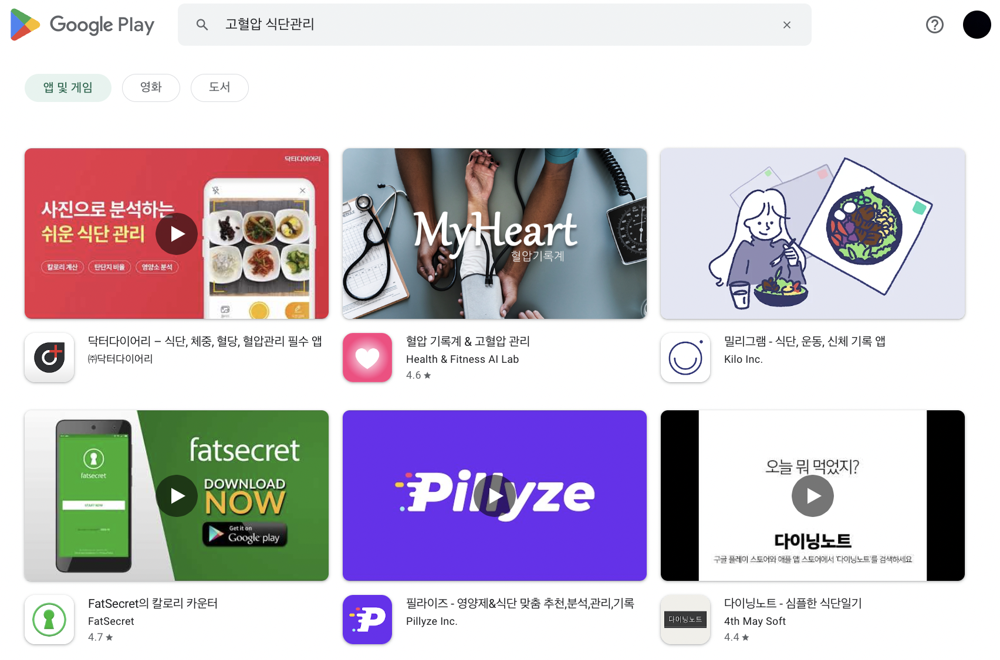 Google Play
고혈압 식단관리
앱 및 게임
영화
도서
닥터다이어리
사진으로 분석하는
쉬운 식단 관리
칼로리 계산
탄단지 비율
영양소 분석
SCHEDULE
MyHeart
혈압기록계
닥터다이어리 – 식단, 체중, 혈당, 혈압관리 필수 앱
㈜닥터다이어리
혈압 기록계 & 고혈압 관리
Health & Fitness AI Lab
4.6
밀리그램 - 식단, 운동, 신체 기록 앱
Kilo Inc.
fatsecret
START NOW
fatsecret
DOWNLOAD
NOW
Get it on
Google play
Pillyze
오늘 뭐 먹었지?
다이닝노트
구글 플레이 스토어와 애플 앱 스토어에서 '다이닝노트'를 검색하세요
FatSecret의 칼로리 카운터
FatSecret
4.7
필라이즈 - 영양제&식단 맞춤 추천,분석,관리,기록
Pillyze Inc.
다이닝노트
다이닝노트 - 심플한 식단일기
4th May Soft
4.4